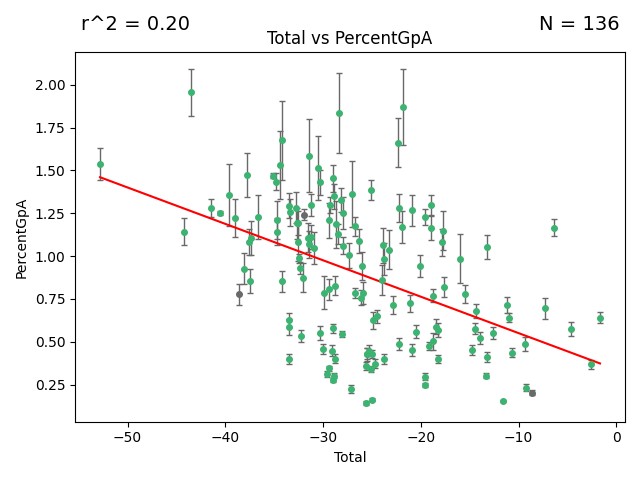 r^2 = 0.20 N = 136
Total vs PercentGpA
2.00
1.75
1.50
1.25
1.00
0.75
0.50
0.25
PercentGpA
−50 −40 −30 −20 −10 0
Total